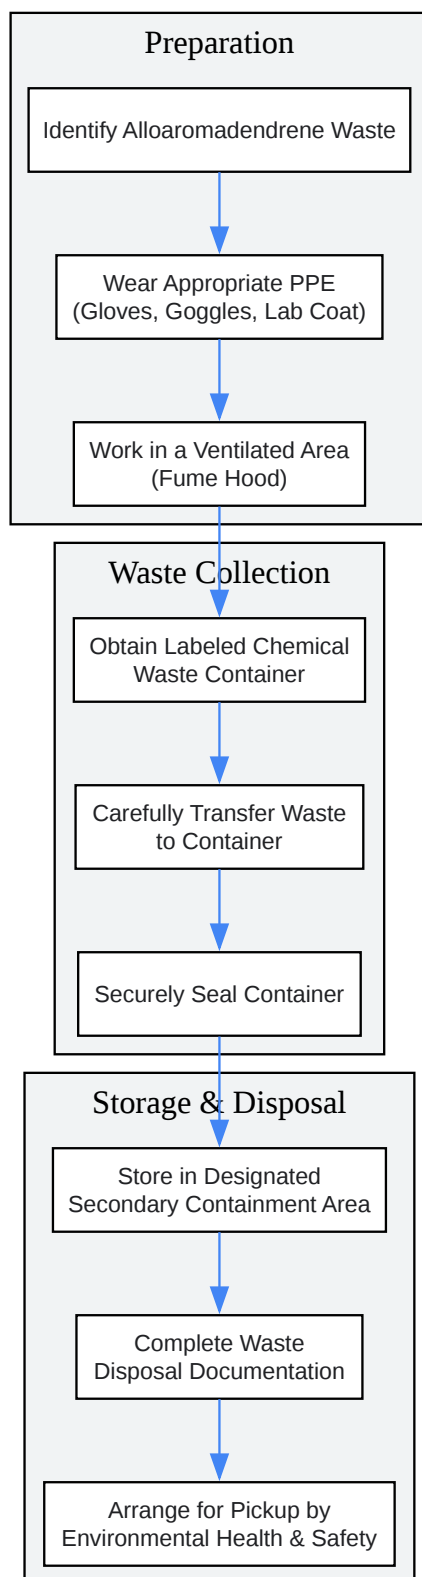 Preparation
Identify Alloaromadendrene Waste
Wear Appropriate PPE
(Gloves, Goggles, Lab Coat)
Work in a Ventilated Area
(Fume Hood)
Waste Collection
Obtain Labeled Chemical
Waste Container
Carefully Transfer Waste
to Container
Securely Seal Container
Storage & Disposal
Store in Designated
Secondary Containment Area
Complete Waste
Disposal Documentation
Arrange for Pickup by
Environmental Health & Safety